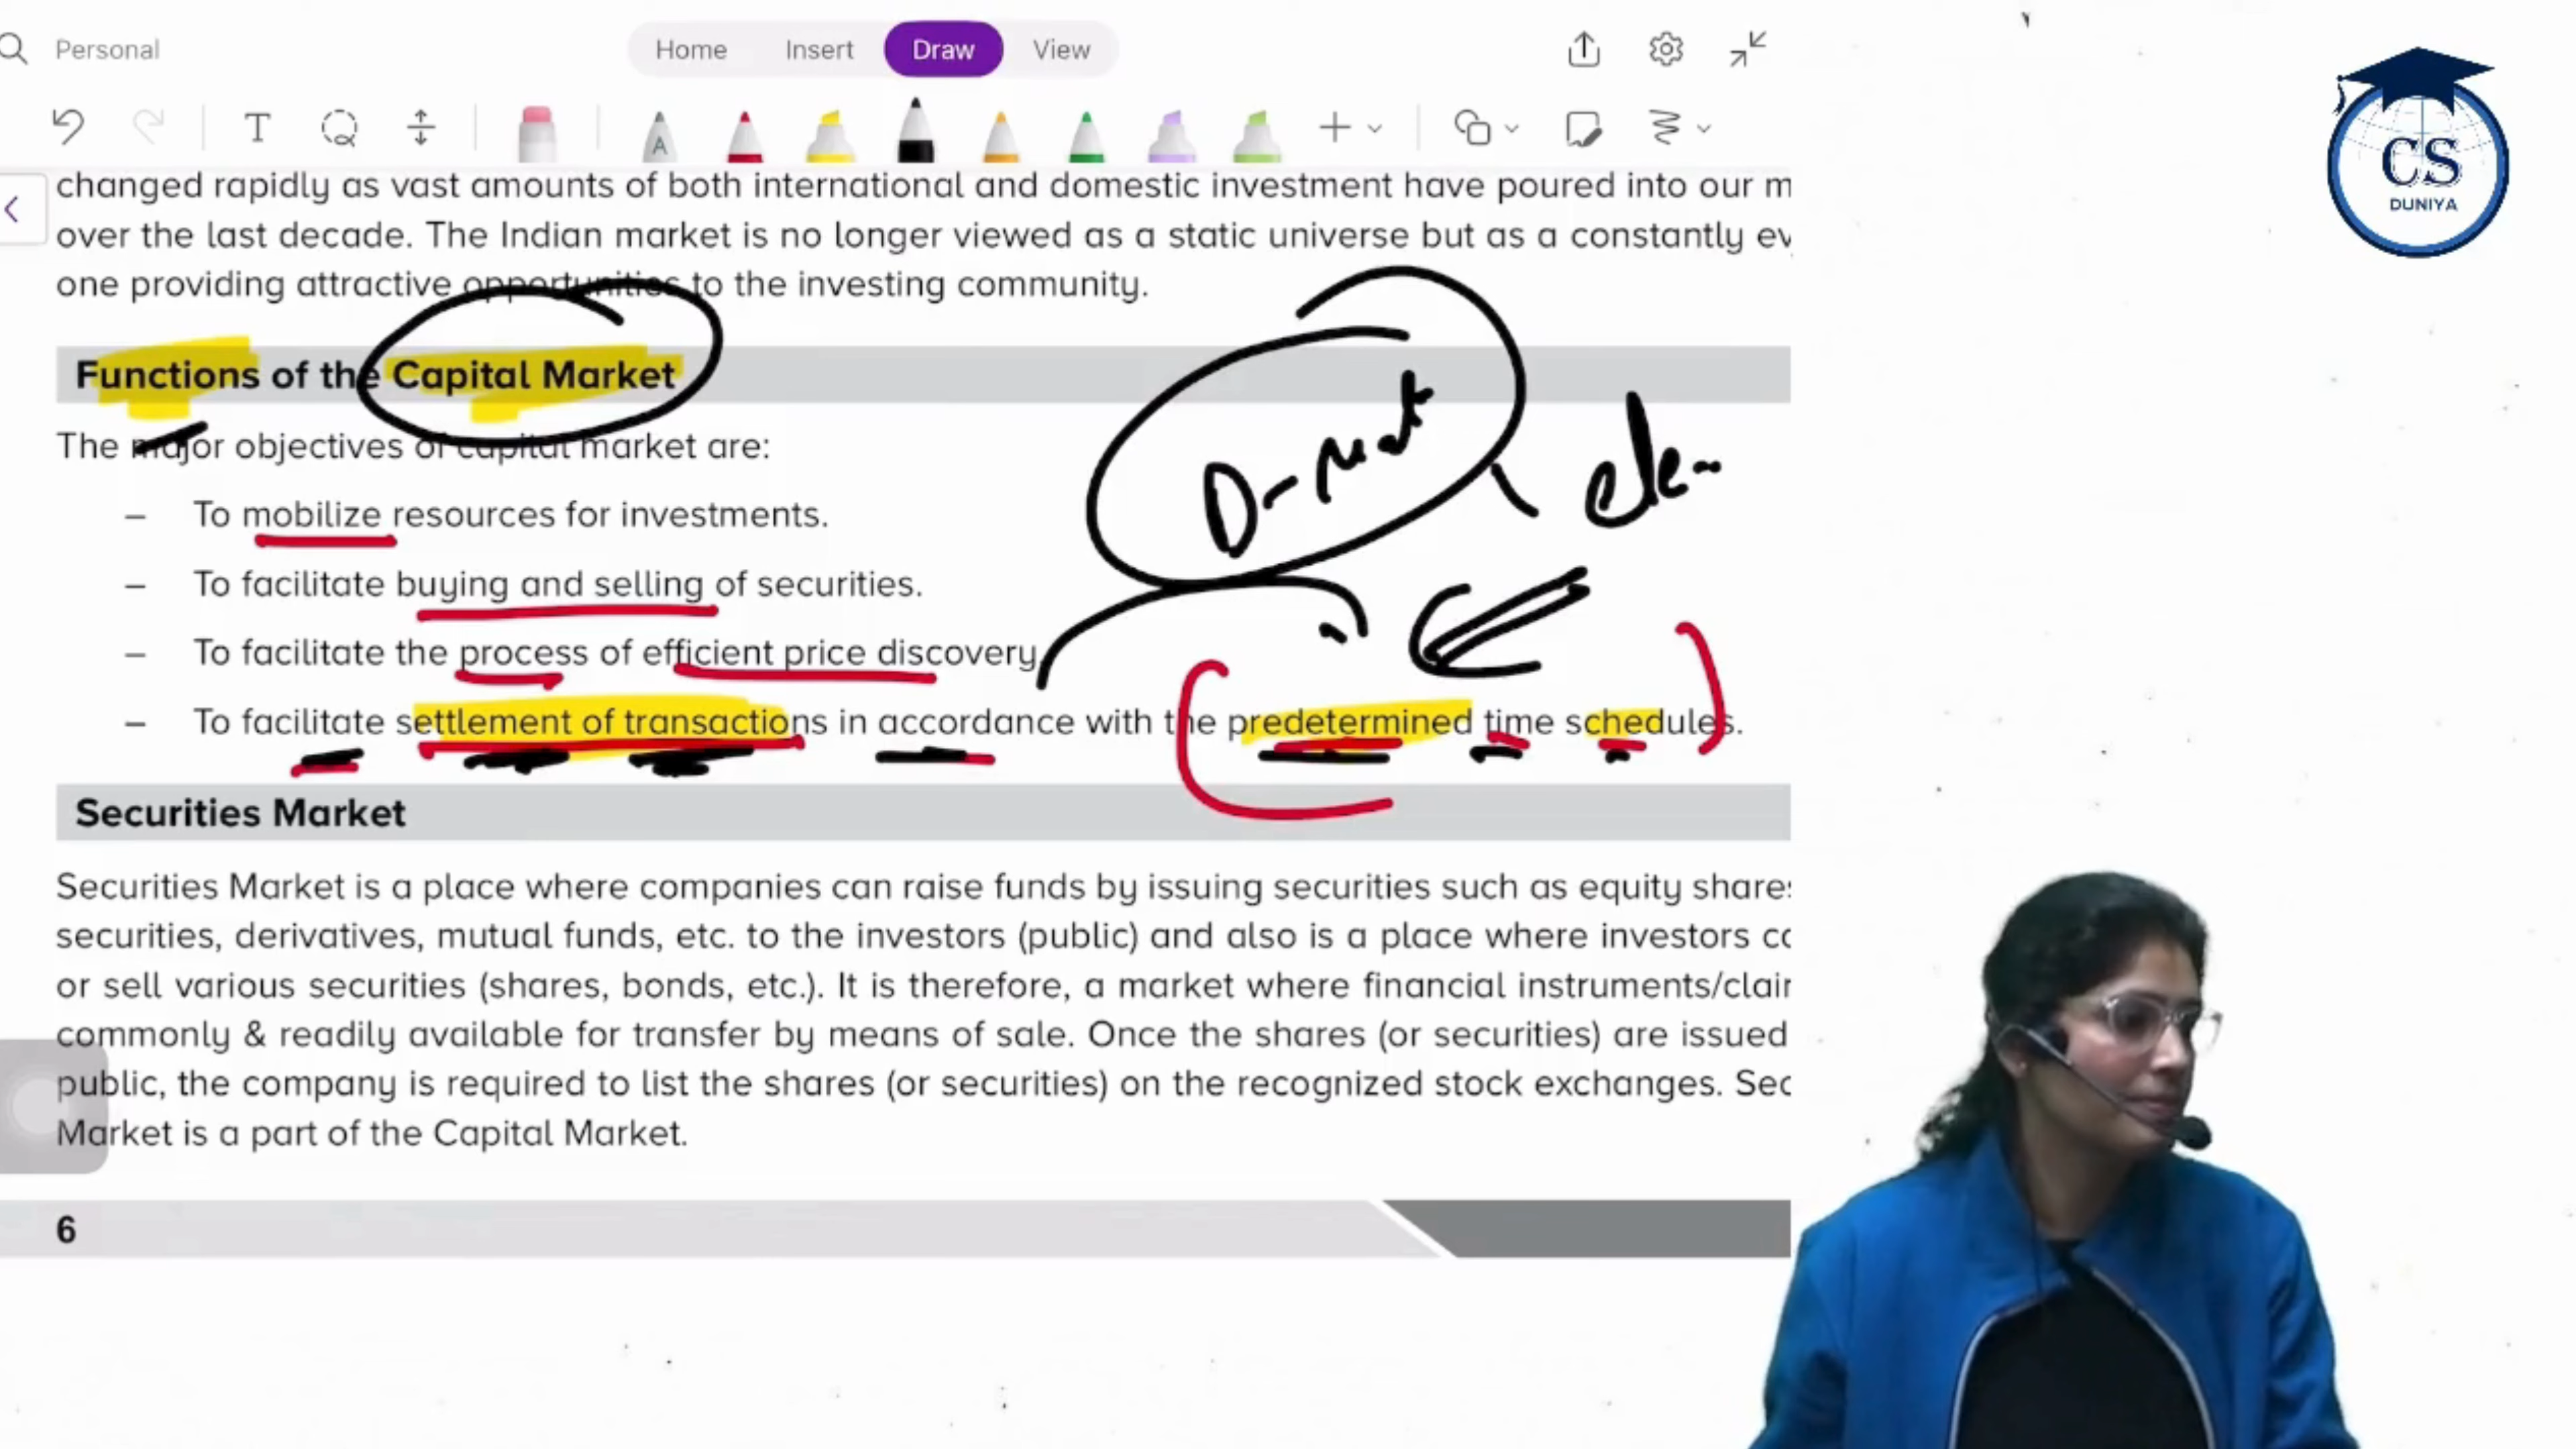 Personal
Home Insert Draw View
T
A
CS
DUNIYA
changed rapidly as vast amounts of both international and domestic investment have poured into our m
over the last decade. The Indian market is no longer viewed as a static universe but as a constantly ev
one providing attractive opportunities to the investing community.
Functions of the Capital Market
The major objectives of capital market are:
D-Mat
ele-
– To mobilize resources for investments.
– To facilitate buying and selling of securities.
– To facilitate the process of efficient price discovery
– To facilitate settlement of transactions in accordance with the predetermined time schedules.
Securities Market
Securities Market is a place where companies can raise funds by issuing securities such as equity shares
securities, derivatives, mutual funds, etc. to the investors (public) and also is a place where investors
or sell various securities (shares, bonds, etc.). It is therefore, a market where financial instruments/clai
commonly & readily available for transfer by means of sale. Once the shares (or securities) are issued
public, the company is required to list the shares (or securities) on the recognized stock exchanges. Sec
Market is a part of the Capital Market.
6